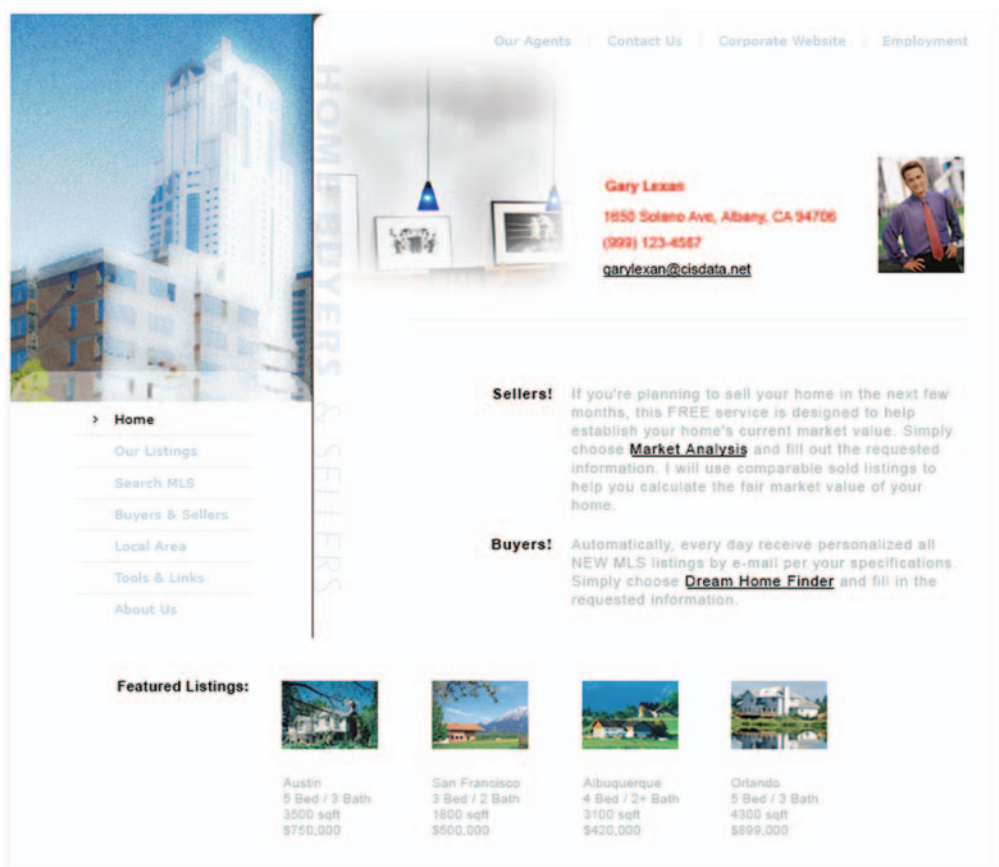 Our Agents | Contact Us | Corporate Website | Employment
HOME BUYERS & SELLERS
Gary Lexan
1650 Solano Ave, Albany, CA 94706
(999) 123-4567
garylexan@cisdata.net
> Home
Our Listings
Search MLS
Buyers & Sellers
Local Area
Tools & Links
About Us
Sellers!
If you're planning to sell your home in the next few
months, this FREE service is designed to help
establish your home's current market value. Simply
choose Market Analysis and fill out the requested
information. I will use comparable sold listings to
help you calculate the fair market value of your
home.
Buyers!
Automatically, every day receive personalized all
NEW MLS listings by e-mail per your specifications.
Simply choose Dream Home Finder and fill in the
requested information.
Featured Listings:
Austin
5 Bed / 3 Bath
3500 sqft
$750,000
San Francisco
3 Bed / 2 Bath
1800 sqft
$500,000
Albuquerque
4 Bed / 2+ Bath
3100 sqft
$420,000
Orlando
5 Bed / 3 Bath
4300 sqft
$699,000